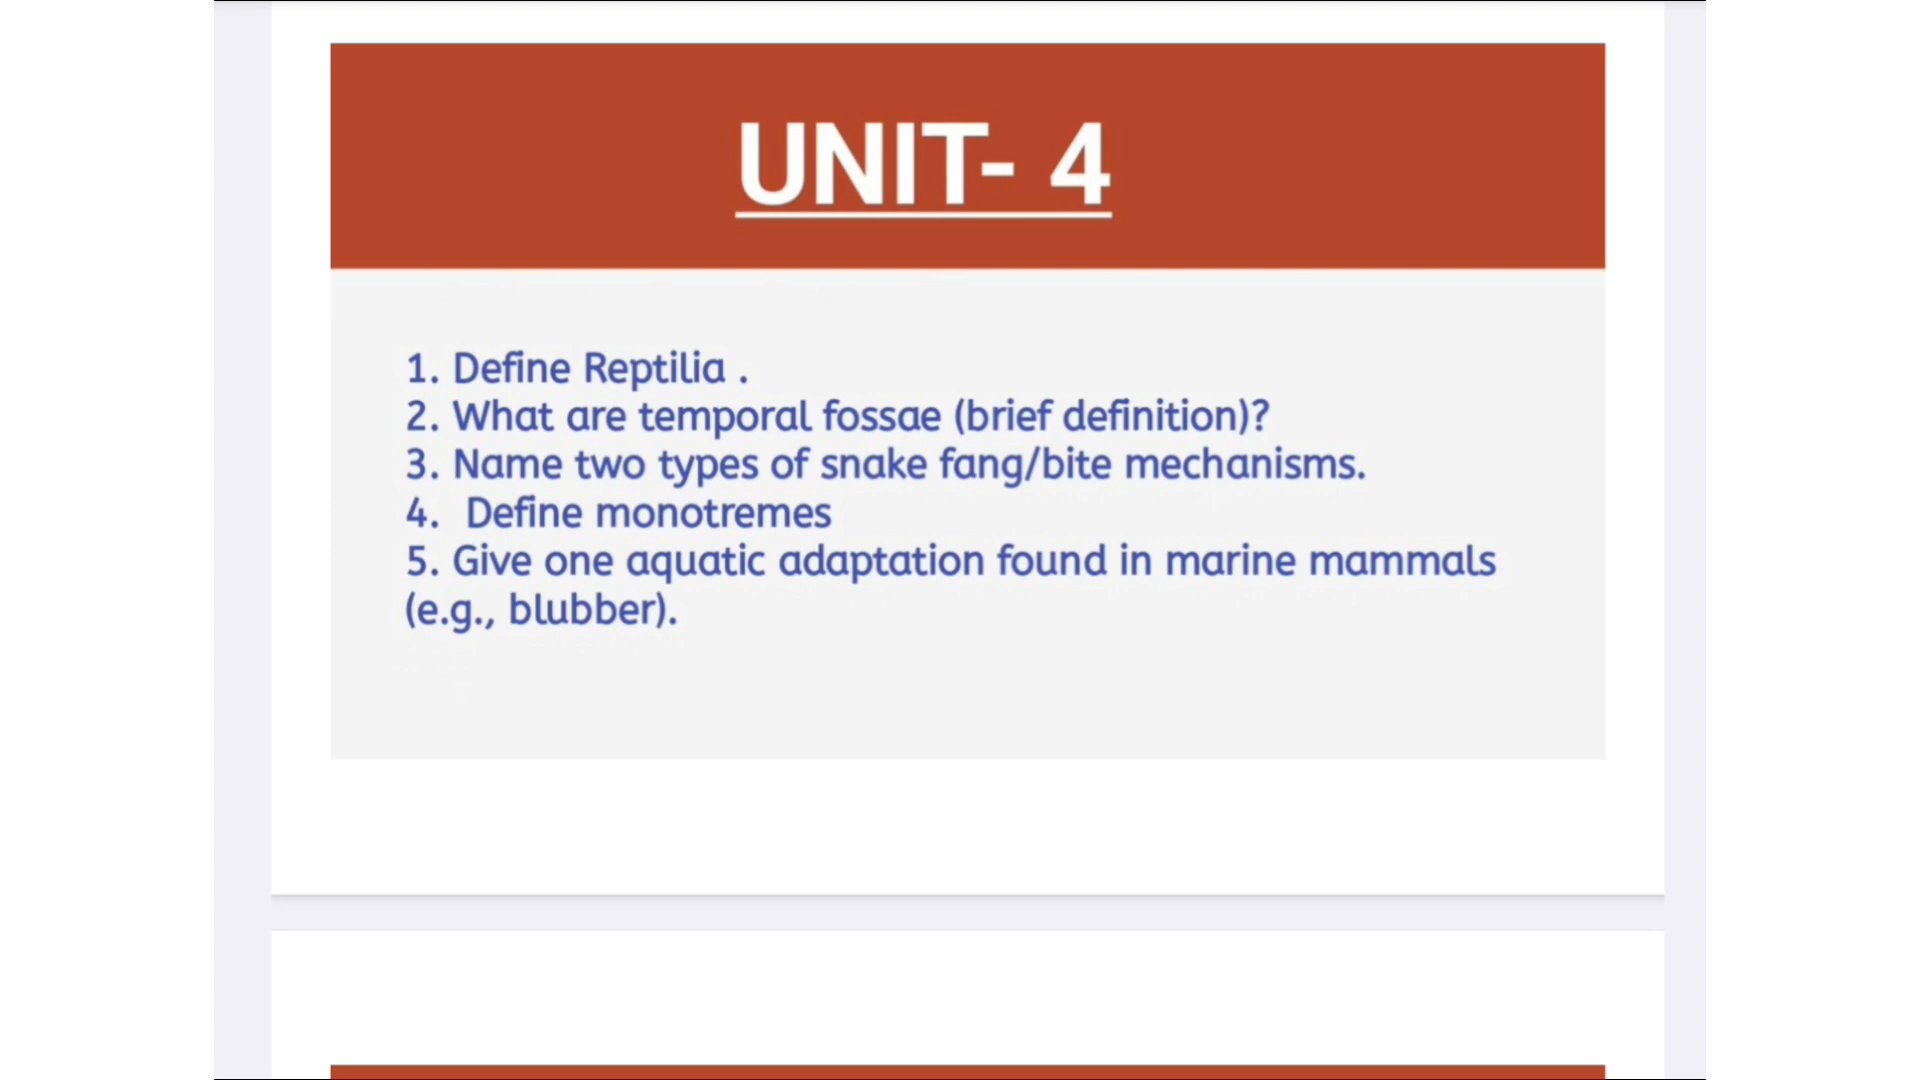 UNIT- 4
1. Define Reptilia .
2. What are temporal fossae (brief definition)?
3. Name two types of snake fang/bite mechanisms.
4.  Define monotremes
5. Give one aquatic adaptation found in marine mammals
(e.g., blubber).